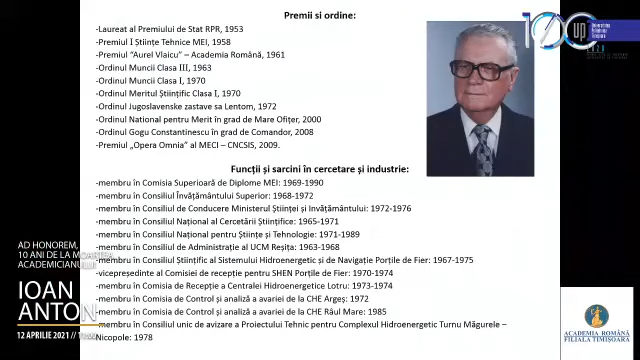 Premii si ordine:
-Laureat al Premiului de Stat RPR, 1953
-Premiul I Științe Tehnice MEI, 1958
-Premiul "Aurel Vlaicu" – Academia Română, 1961
-Ordinul Muncii Clasa III, 1963
-Ordinul Muncii Clasa I, 1970
-Ordinul Meritul Științific Clasa I, 1970
-Ordinul Jugoslavenske zastave sa Lentom, 1972
-Ordinul National pentru Merit în grad de Mare Ofițer, 2000
-Ordinul Gogu Constantinescu în grad de Comandor, 2008
-Premiul „Opera Omnia” al MECI – CNCSIS, 2009.
Funcții și sarcini în cercetare și industrie:
-membru în Comisia Superioară de Diplome MEI: 1969-1990
-membru în Consiliul Învățământului Superior: 1968-1972
-membru în Consiliul de Conducere Ministerul Științei și Invățământului: 1972-1976
-membru în Consiliul Național al Cercetării Științifice: 1965-1971
-membru în Consiliul Național pentru Științe și Tehnologie: 1971-1989
-membru în Consiliul de Administrație al UCM Reșița: 1963-1968
-membru în Consiliul Științific al Sistemului Hidroenergetic și de Navigație Porțile de Fier: 1967-1975
-vicepreședinte al Comisiei de recepție pentru SHEN Porțile de Fier: 1970-1974
-membru în Comisia de Recepție a Centralei Hidroenergetice Lotru: 1973-1974
-membru în Comisia de Control și analiză a avariei de la CHE Argeș: 1972
-membru în Comisia de Control și analiză a avariei de la CHE Râul Mare: 1985
-membru în Consiliul unic de avizare a Proiectului Tehnic pentru Complexul Hidroenergetic Turnu Măgurele –
Nicopole: 1978
AD HONOREM,
10 ANI DE LA MOARTEA
ACADEMICIANULUI
IOAN
ANTON
12 APRILIE 2021 //
100 UP
2020
ACADEMIA ROMÂNĂ
FILIALA TIMIȘOARA